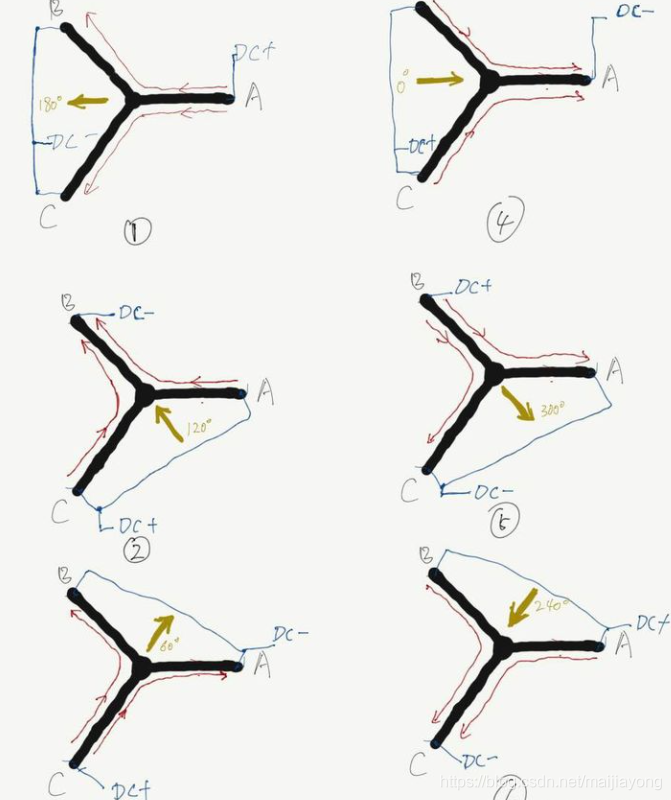 B
DC+
A
180°
DC-
C
①
DC-
A
0°
DC+
C
④
B
DC-
A
120°
C
DC+
②
B
DC+
A
300°
C
DC-
⑤
B
DC-
60°
A
C
DC+
B
DC+
240°
A
C
DC-
https://blog.csdn.net/maijiayong